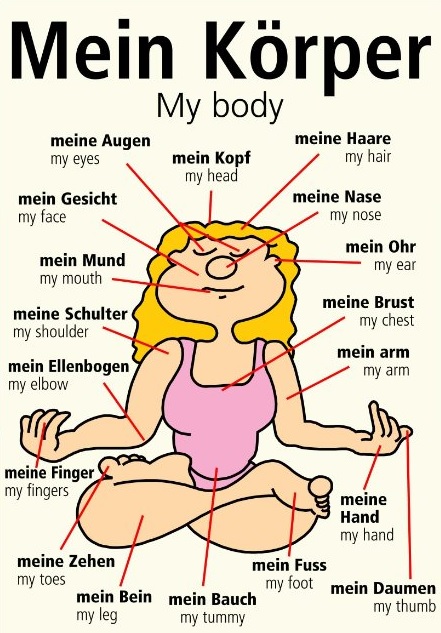 Mein Körper
My body
meine Augen
my eyes
mein Kopf
my head
meine Haare
my hair
mein Gesicht
my face
meine Nase
my nose
mein Mund
my mouth
mein Ohr
my ear
meine Schulter
my shoulder
meine Brust
my chest
mein Ellenbogen
my elbow
mein arm
my arm
meine Finger
my fingers
meine
Hand
my hand
meine Zehen
my toes
mein Bein
my leg
mein Bauch
my tummy
mein Fuss
my foot
mein Daumen
my thumb